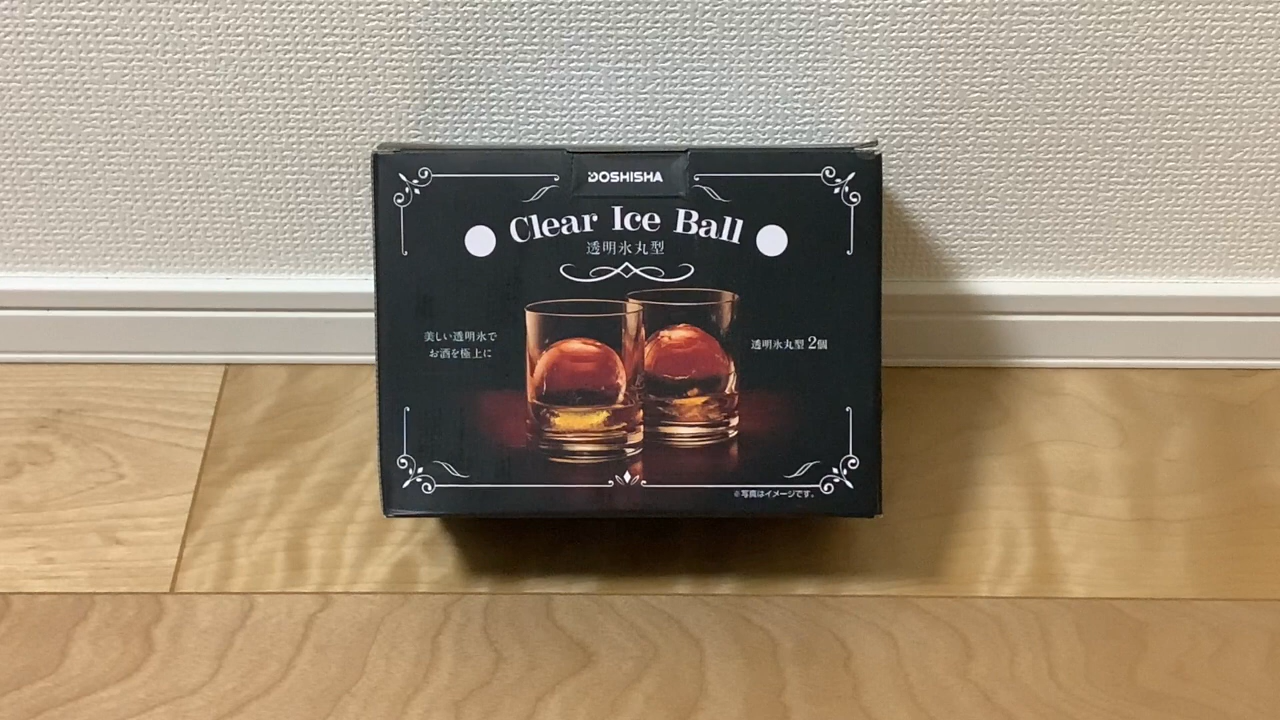 DOSHISHA
Clear Ice Ball
透明氷丸型
美しい透明氷で
お酒を極上に
透明氷丸型 2個
※写真はイメージです。